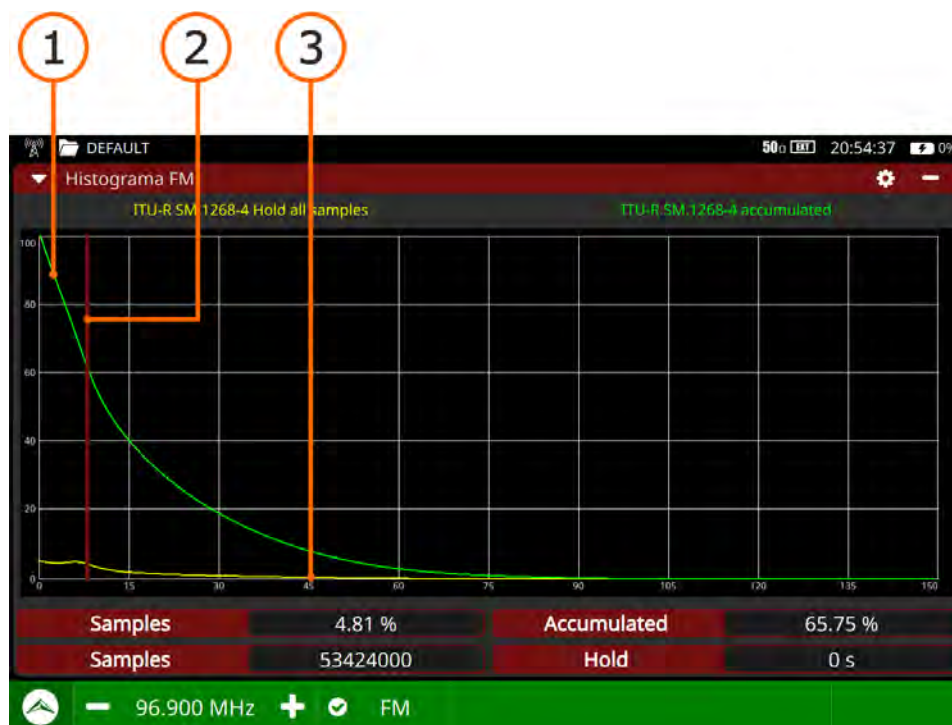 1 2 3
DEFAULT 50Ω EXT 20:54:37 0%
Histograma FM
ITU-R SM.1268-4 Hold all samples ITU-R SM.1268-4 accumulated
100
80
60
40
20
0
0 15 30 45 60 75 90 105 120 135 150
Samples 4.81 % Accumulated 65.75 %
Samples 53424000 Hold 0 s
96.900 MHz FM